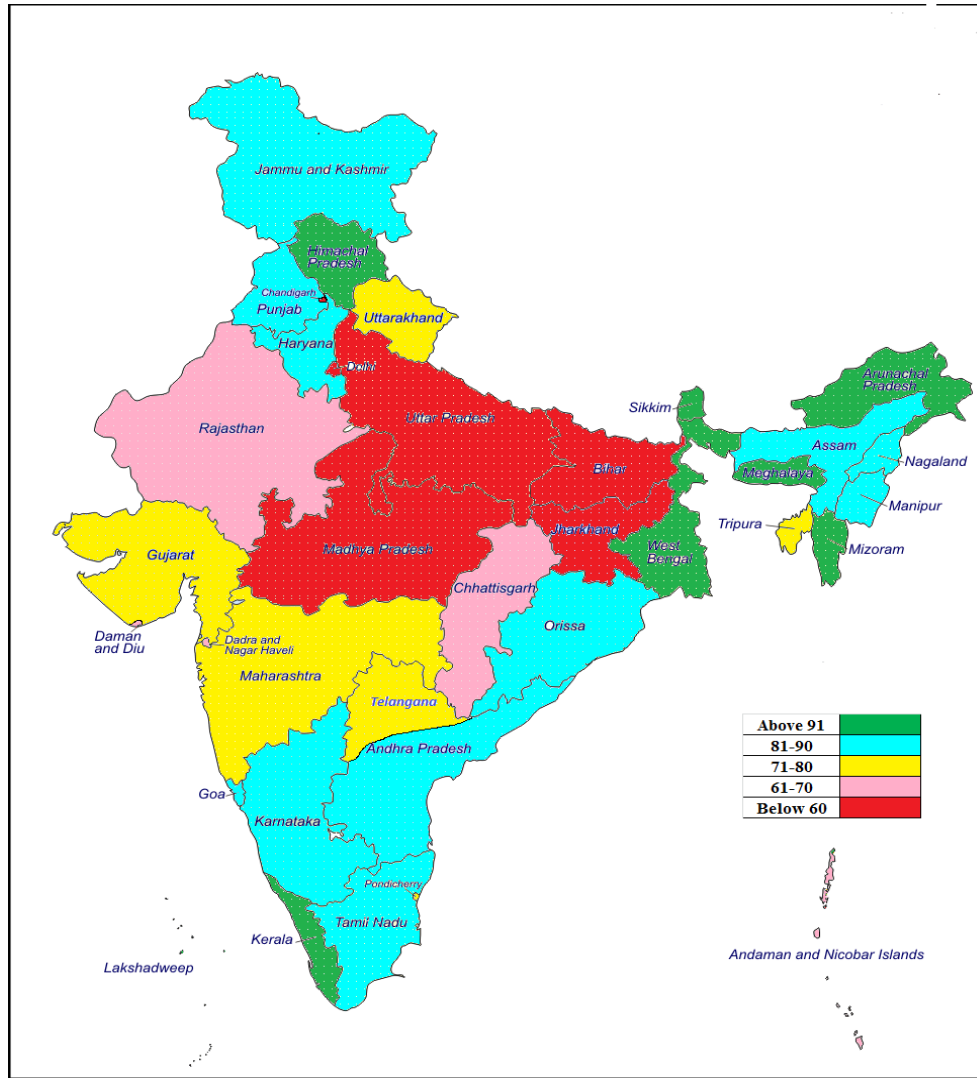 Jammu and Kashmir
Himachal
Pradesh
Chandigarh
Punjab
Uttarakhand
Haryana
Delhi
Arunachal
Pradesh
Sikkim
Rajasthan
Uttar Pradesh
Assam
Nagaland
Bihar
Meghalaya
Manipur
Tripura
Jharkhand
Mizoram
Gujarat
Madhya Pradesh
West
Bengal
Chhattisgarh
Orissa
Daman
and Diu
Dadra and
Nagar Haveli
Maharashtra
Telangana
Andhra Pradesh
Above 91
81-90
71-80
61-70
Below 60
Goa
Karnataka
Pondicherry
Tamil Nadu
Kerala
Lakshadweep
Andaman and Nicobar Islands